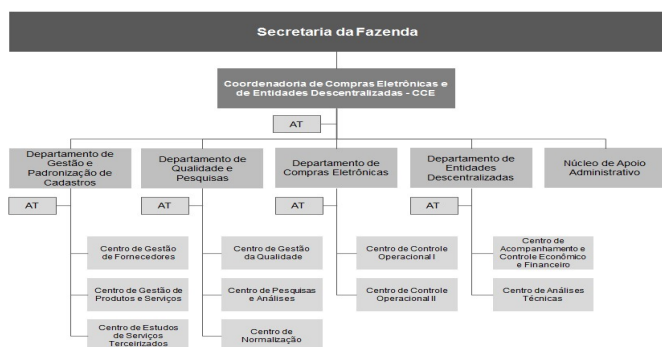 Secretaria da Fazenda
Coordenadoria de Compras Eletrônicas e
de Entidades Descentralizadas - CCE
AT
Departamento de
Gestão e
Padronização de
Cadastros
Departamento de
Qualidade e
Pesquisas
Departamento de
Compras Eletrônicas
Departamento de
Entidades
Descentralizadas
Núcleo de Apoio
Administrativo
AT
AT
AT
AT
Centro de Gestão
de Fornecedores
Centro de Gestão
da Qualidade
Centro de Controle
Operacional I
Centro de
Acompanhamento e
Controle Econômico
e Financeiro
Centro de Gestão de
Produtos e Serviços
Centro de Pesquisas
e Análises
Centro de Controle
Operacional II
Centro de Análises
Técnicas
Centro de Estudos
de Serviços
Terceirizados
Centro de
Normalização